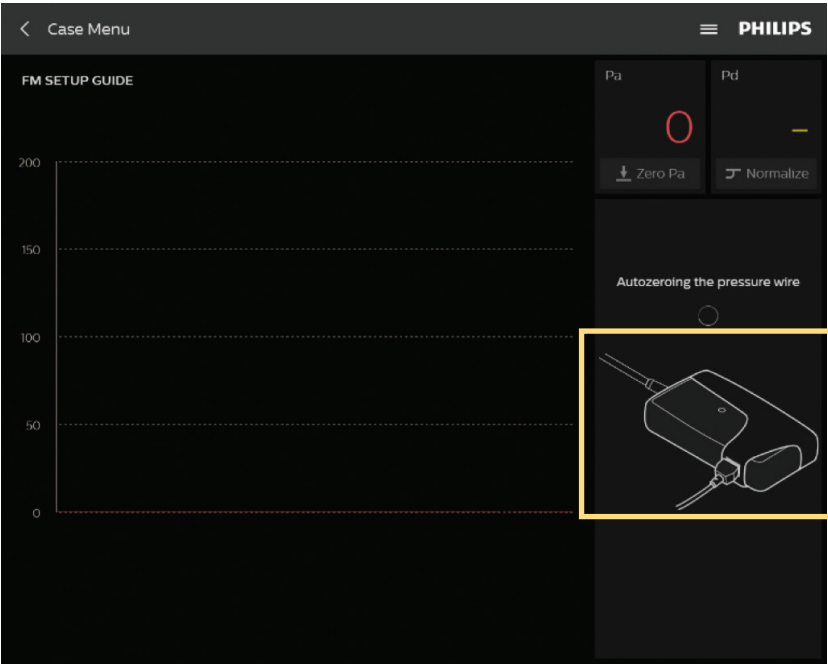 Case Menu
PHILIPS
FM SETUP GUIDE
Pa
Pd
0
–
Zero Pa
Normalize
200
150
100
50
0
Autozeroing the pressure wire